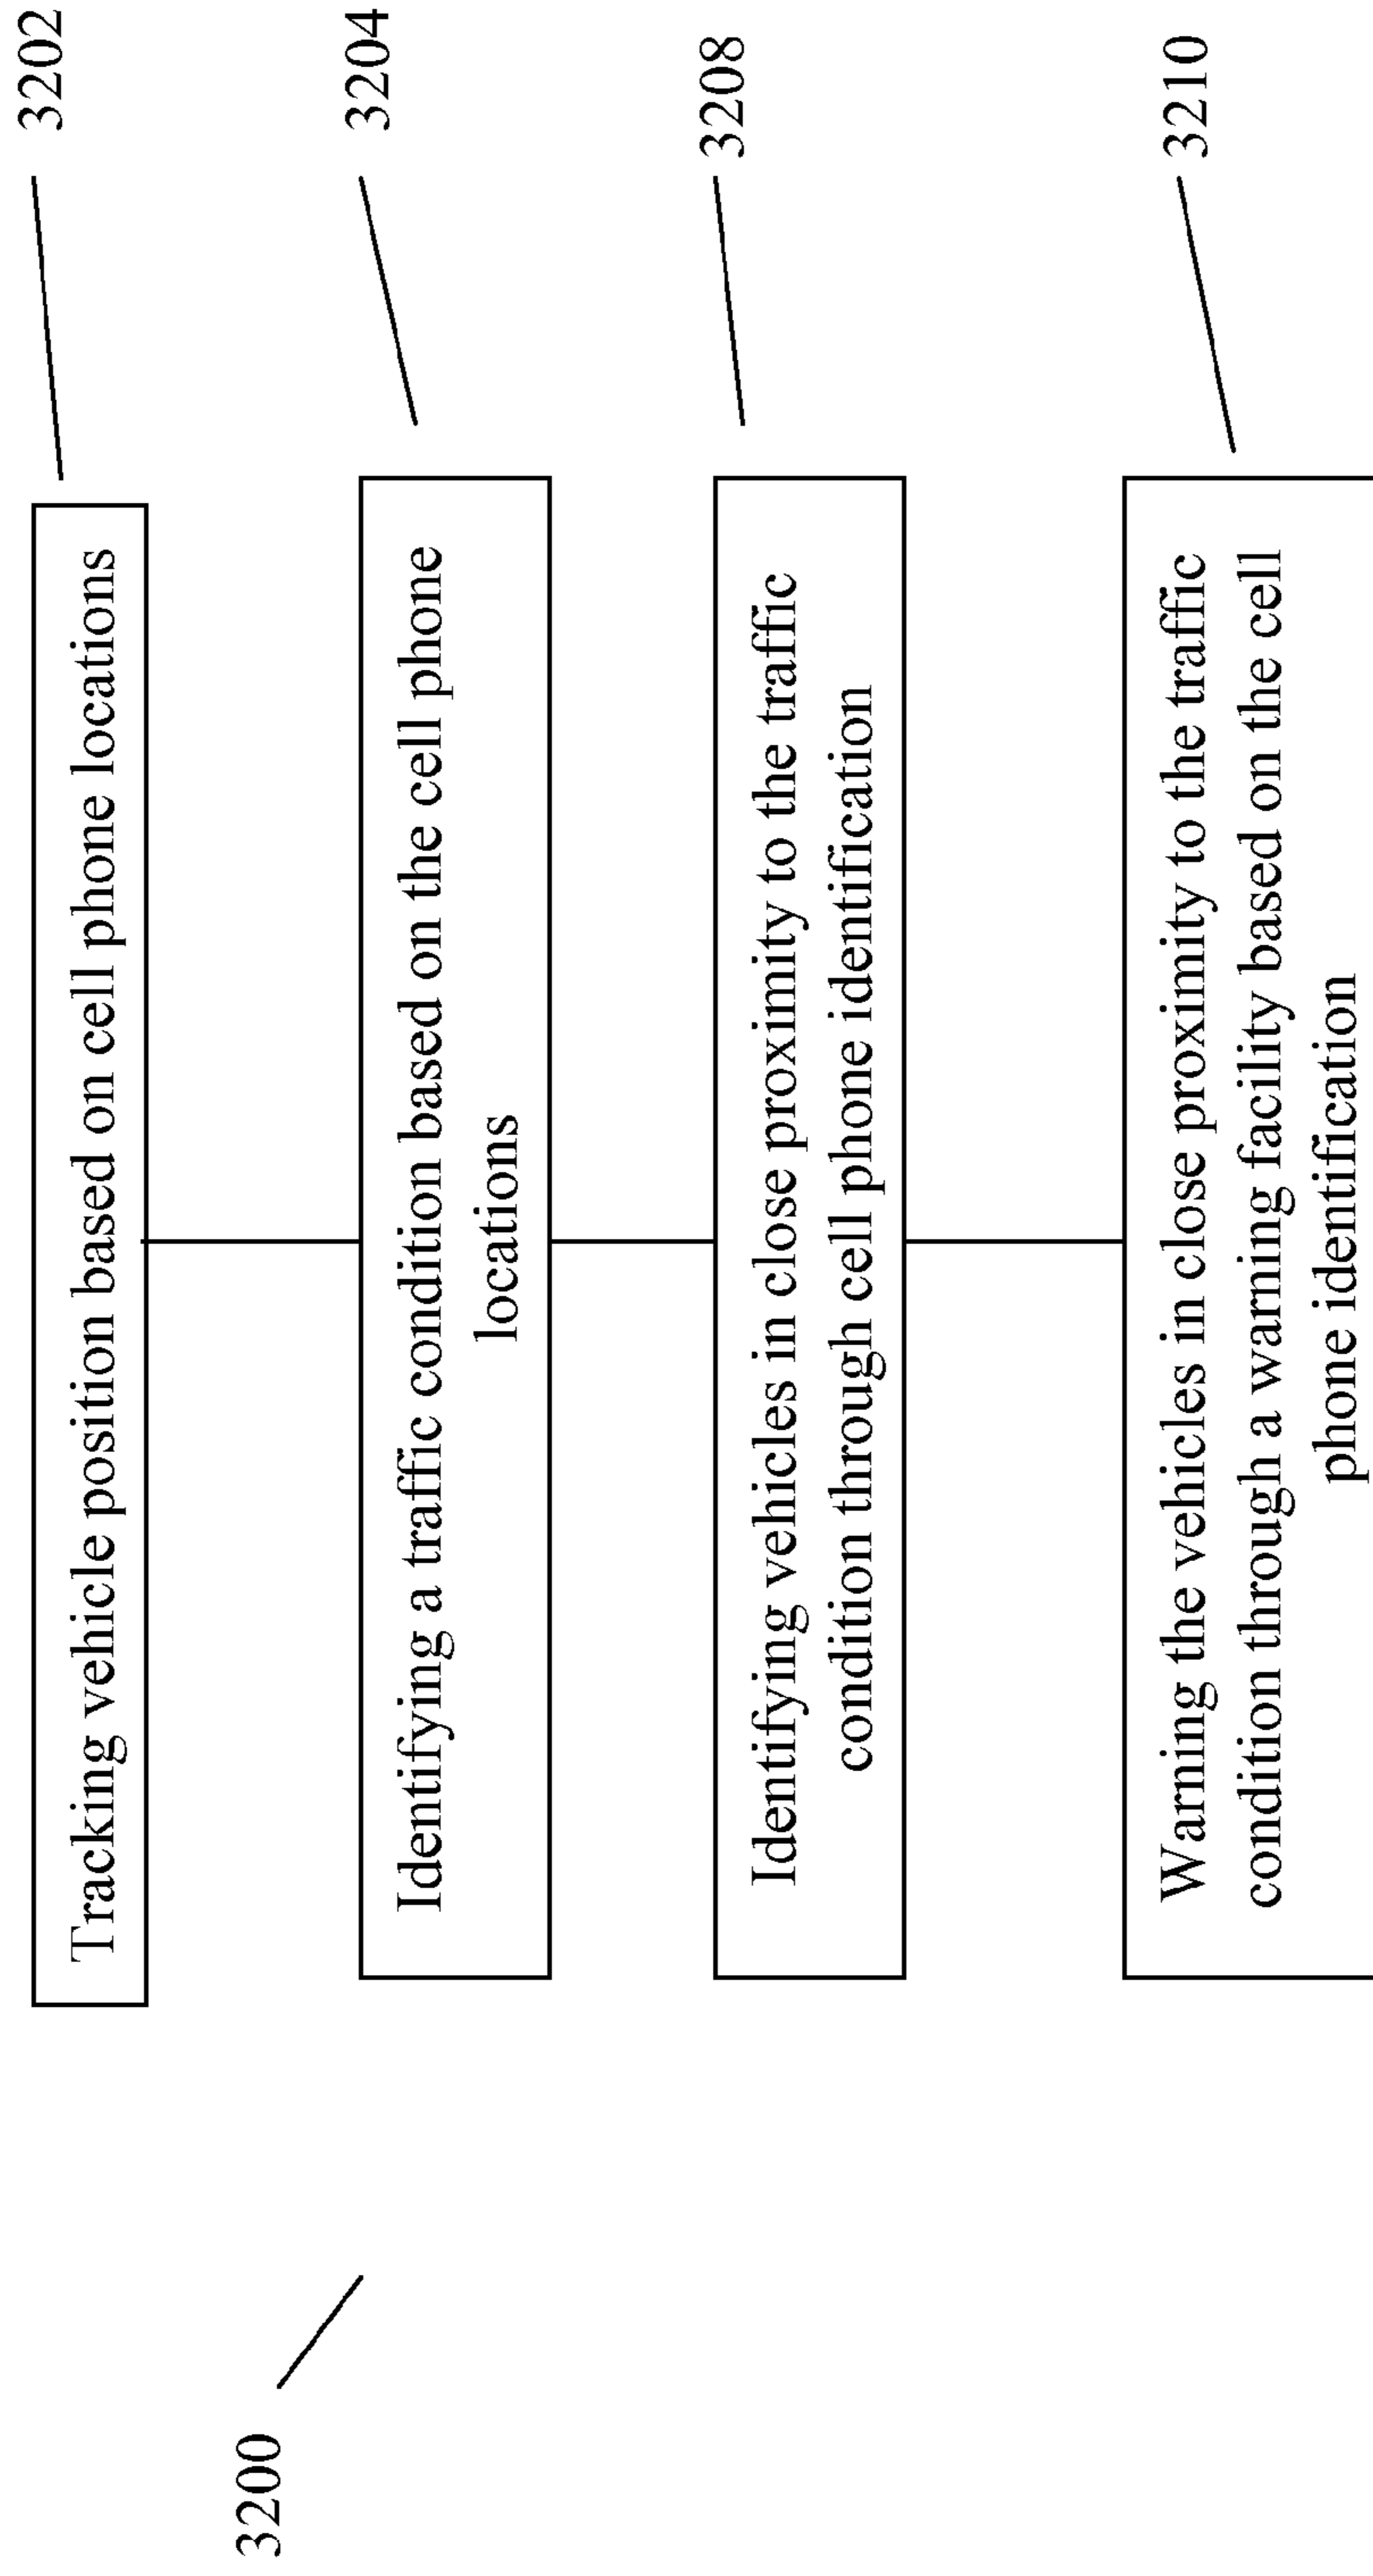 3202
Tracking vehicle position based on cell phone locations
3200
3204
Identifying a traffic condition based on the cell phone
locations
3208
Identifying vehicles in close proximity to the traffic
condition through cell phone identification
3210
Warning the vehicles in close proximity to the traffic
condition through a warning facility based on the cell
phone identification